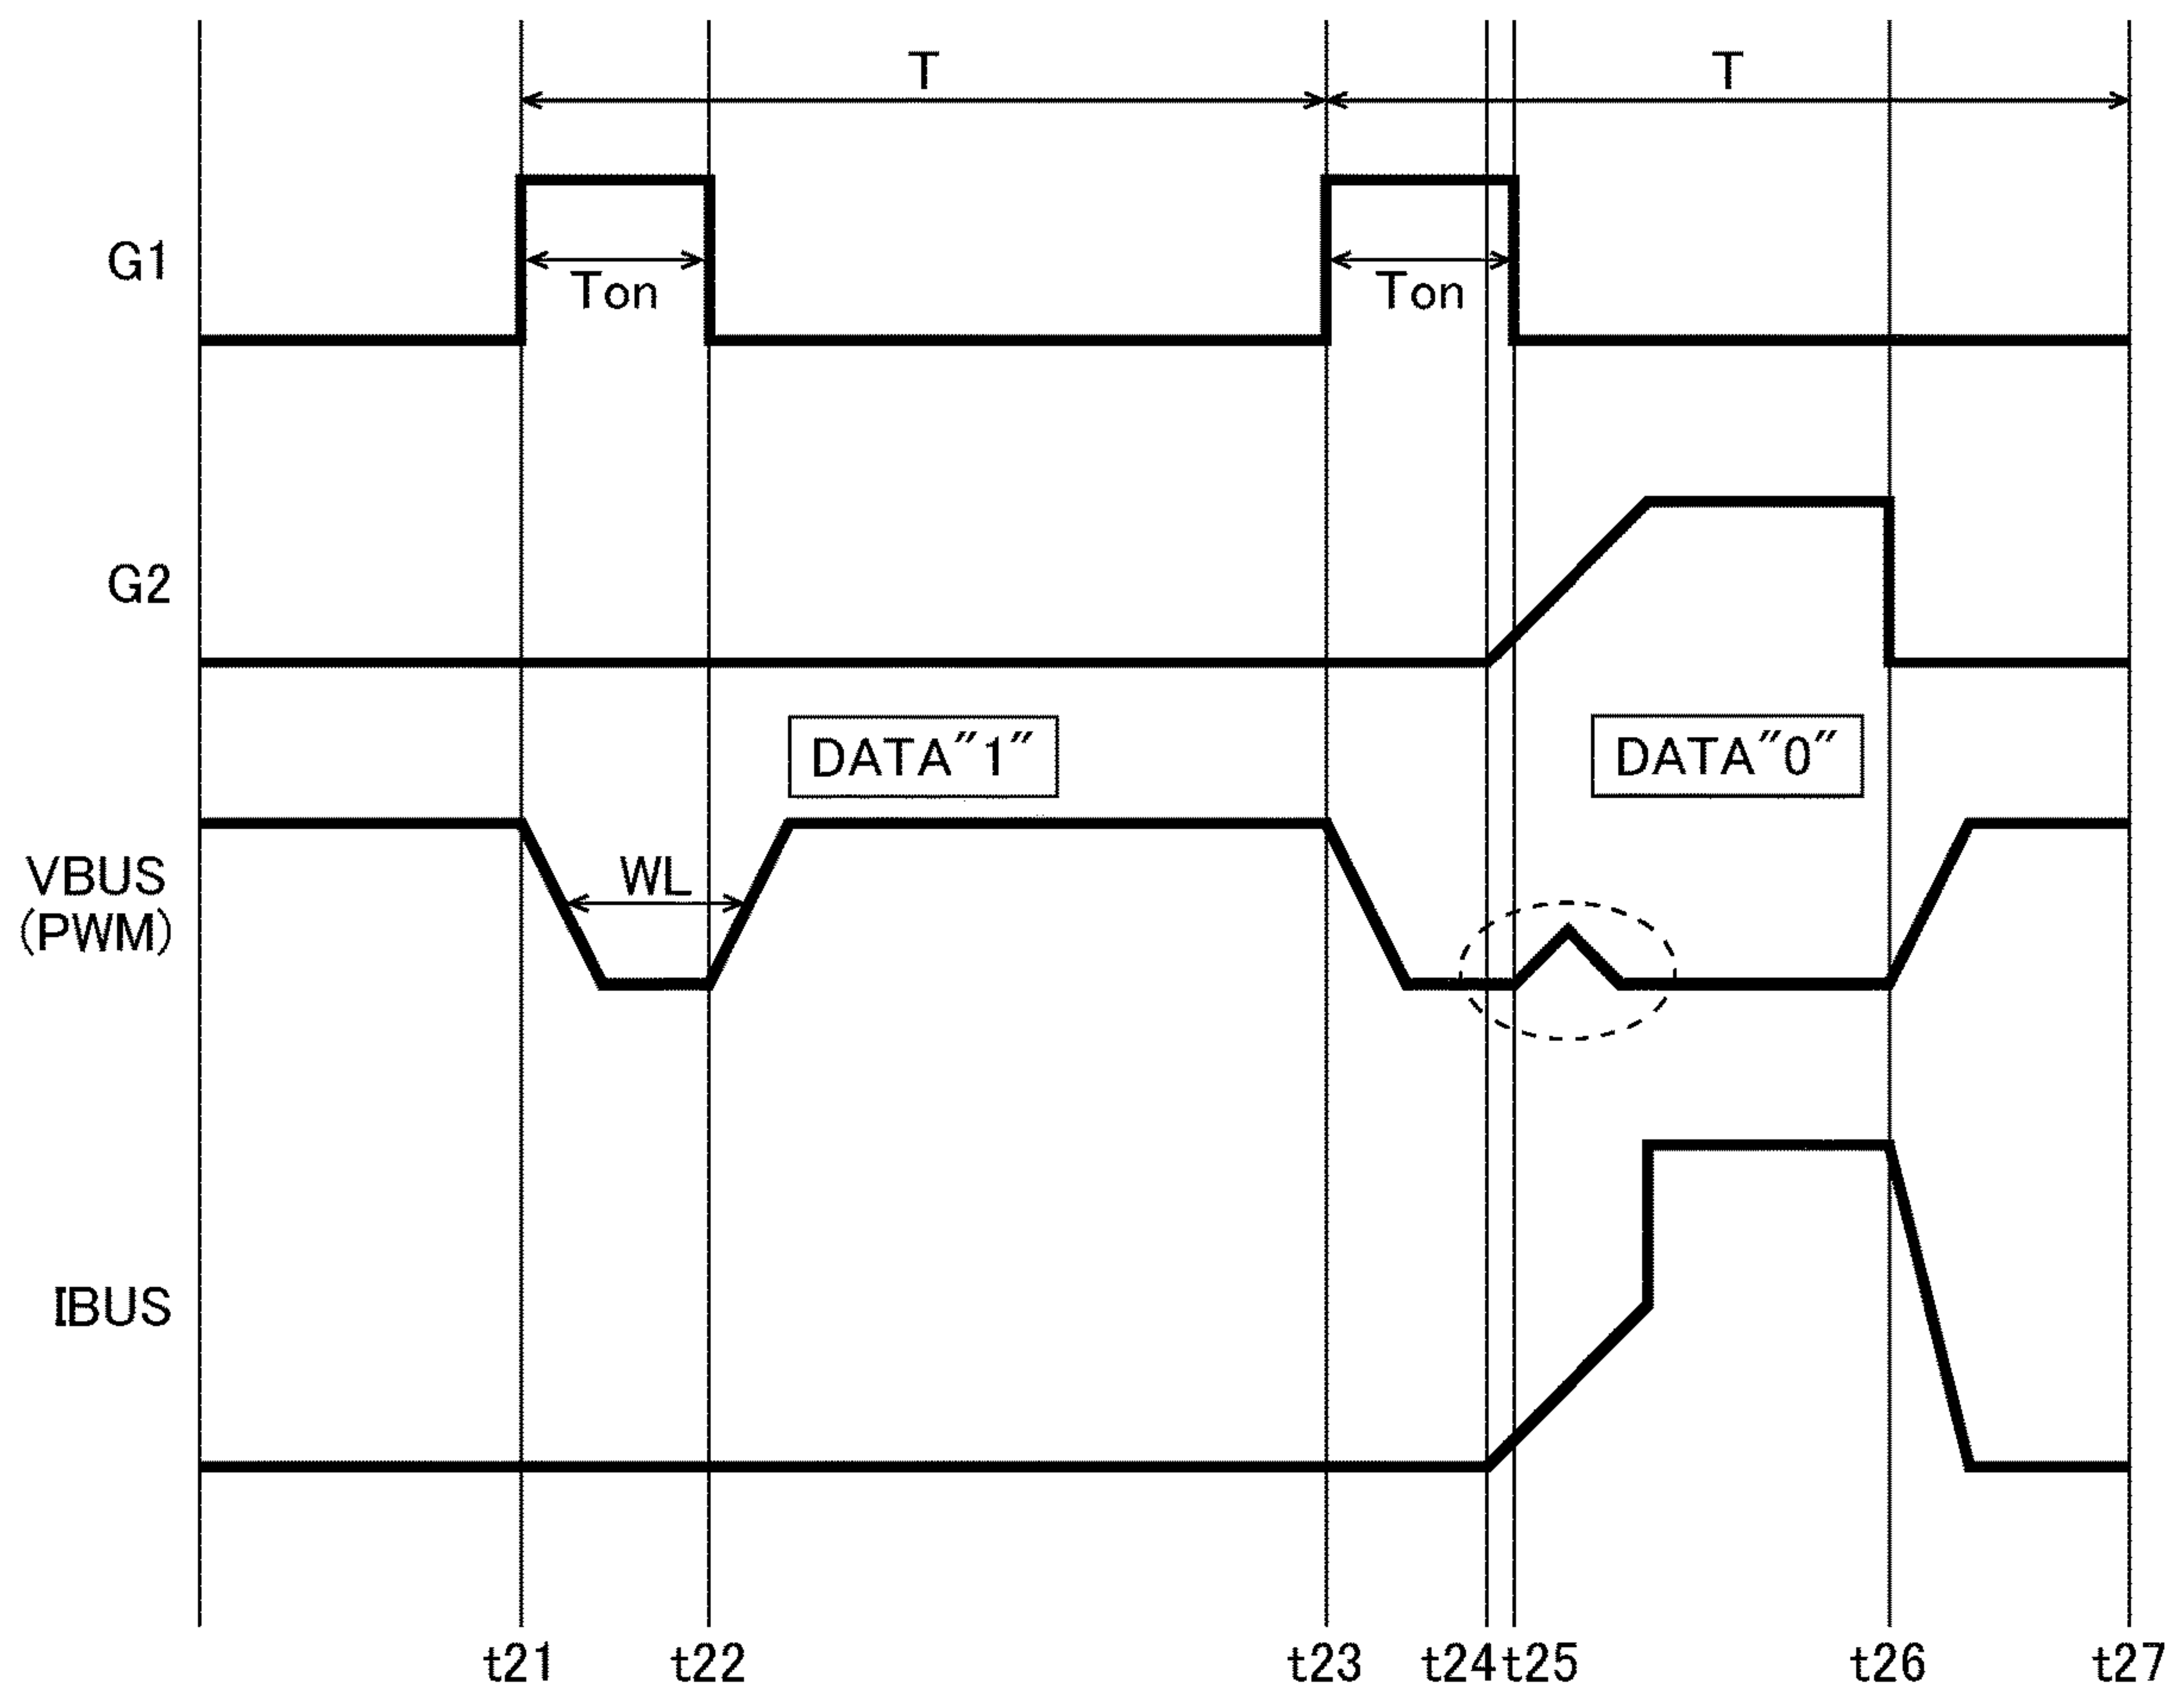 T T
G1
Ton Ton
G2
DATA"1" DATA"0"
VBUS
(PWM)
WL
IBUS
t21 t22 t23 t24 t25 t26 t27